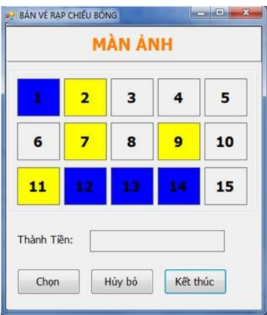 BÁN VÉ RẠP CHIẾU BÓNG
MÀN ẢNH
1 2 3 4 5
6 7 8 9 10
11 12 13 14 15
Thành Tiền:
Chọn Hủy bỏ Kết thúc